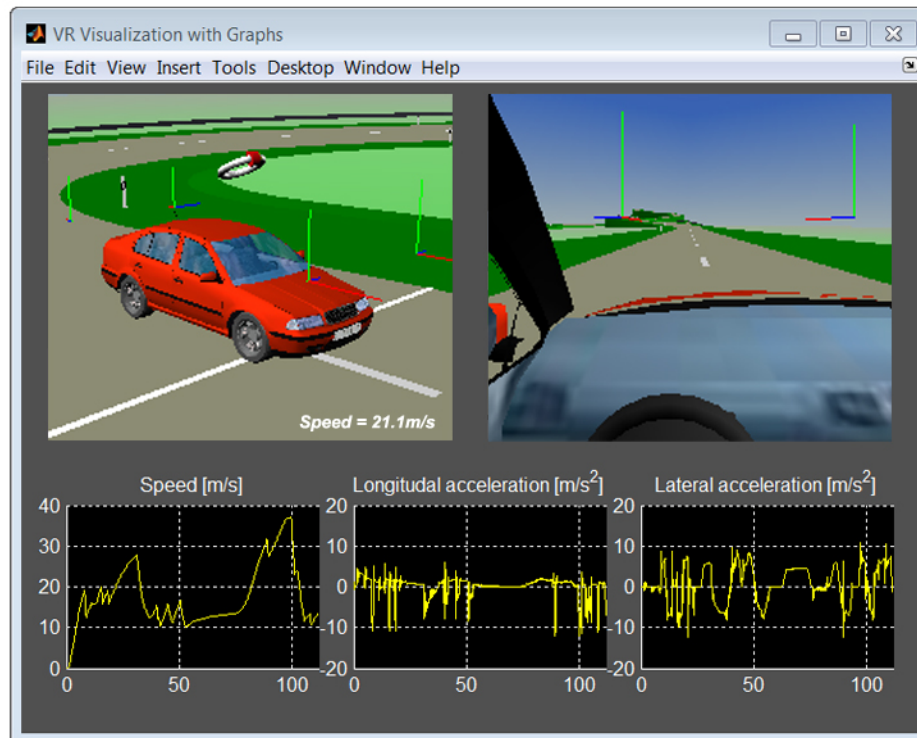 VR Visualization with Graphs
File Edit View Insert Tools Desktop Window Help
Speed = 21.1m/s
Speed [m/s]
40
30
20
10
0
0 50 100
Longitudal acceleration [m/s²]
20
10
0
-10
-20
0 50 100
Lateral acceleration [m/s²]
20
10
0
-10
-20
0 50 100